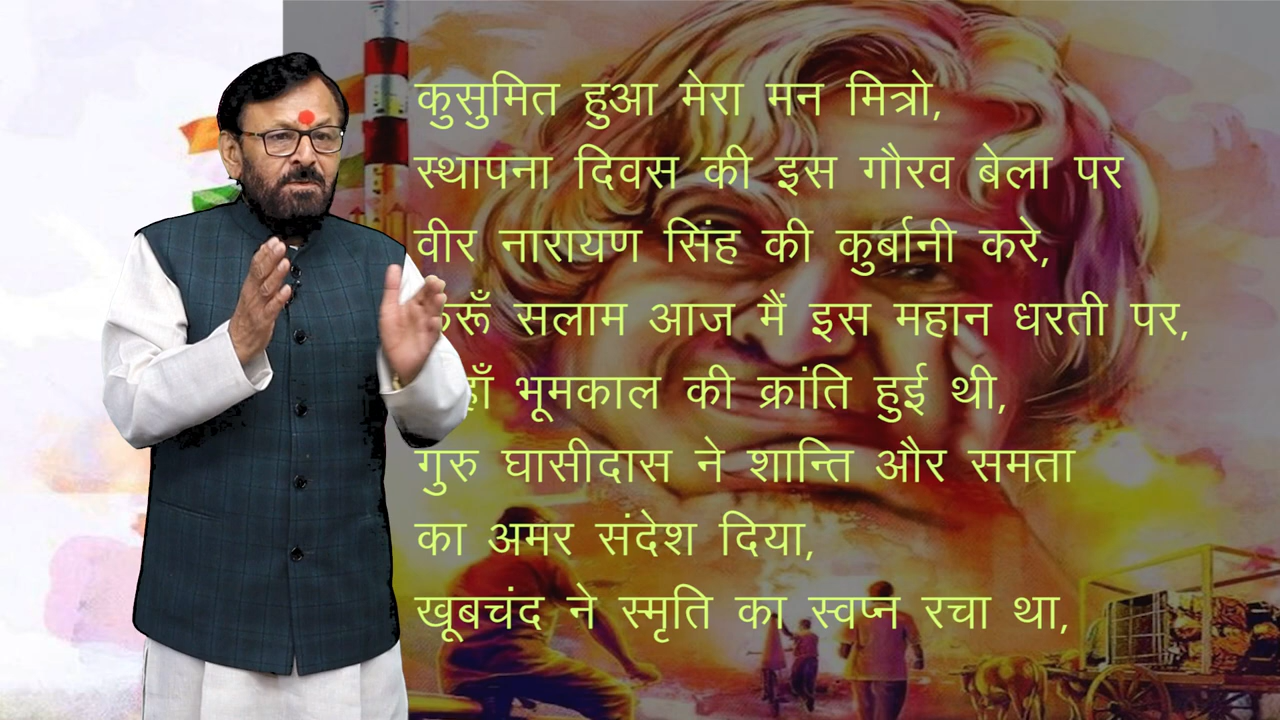 कुसुमित हुआ मेरा मन मित्रो,
स्थापना दिवस की इस गौरव बेला पर
वीर नारायण सिंह की कुर्बानी करे,
सलाम आज मैं इस महान धरती पर,
भूमकाल की क्रांति हुई थी,
गुरु घासीदास ने शान्ति और समता
का अमर संदेश दिया,
खूबचंद ने स्मृति का स्वप्न रचा था,